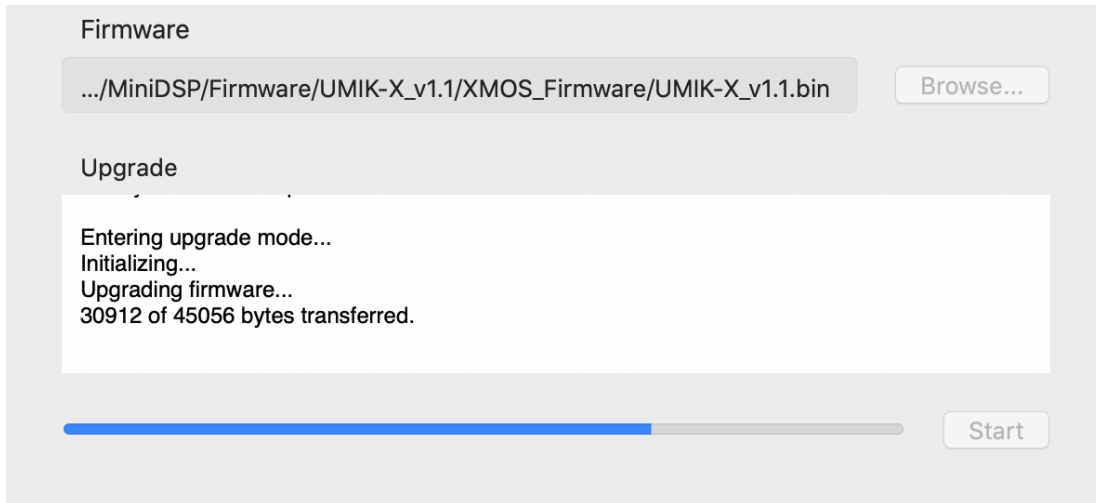 Firmware
.../MiniDSP/Firmware/UMIK-X_v1.1/XMOS_Firmware/UMIK-X_v1.1.bin
Browse...
Upgrade
Entering upgrade mode...
Initializing...
Upgrading firmware...
30912 of 45056 bytes transferred.
Start